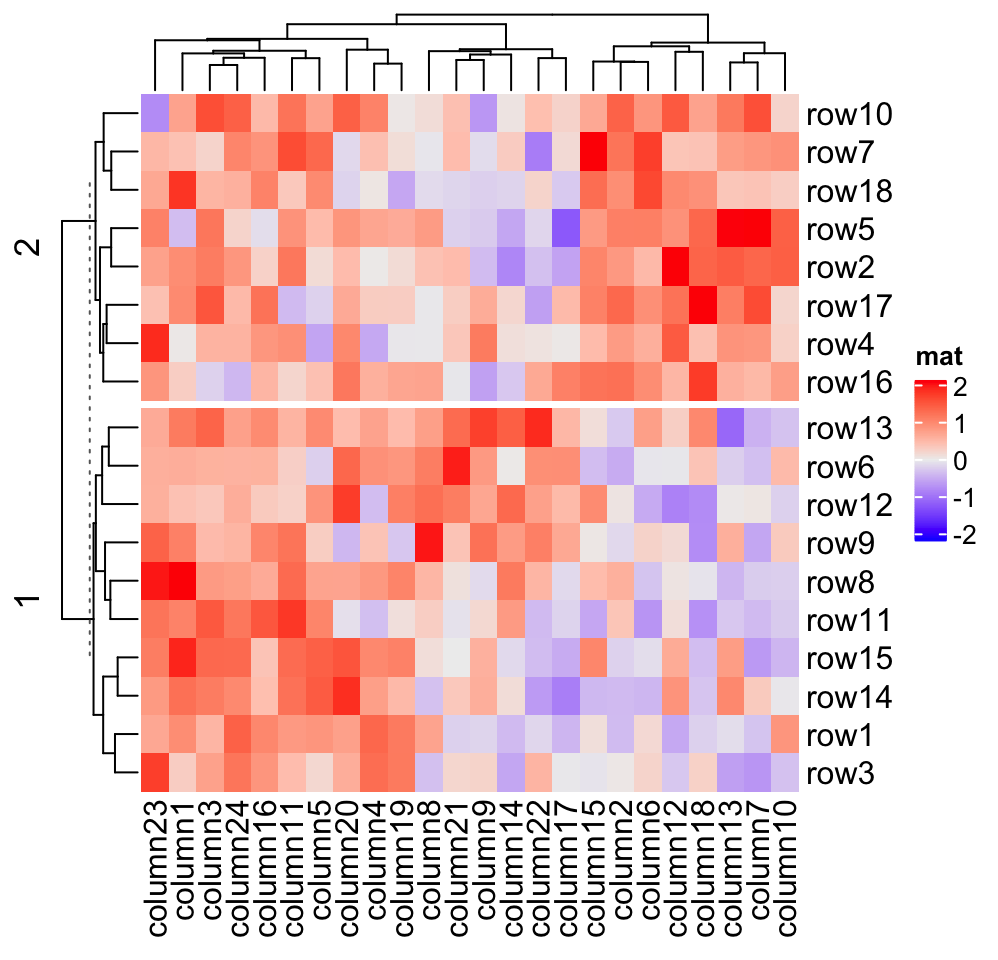 2
row10
row7
row18
row5
row2
row17
row4
row16
1
row13
row6
row12
row9
row8
row11
row15
row14
row1
row3
mat
2
1
0
-1
-2
column23
column1
column3
column24
column16
column11
column5
column20
column4
column19
column8
column21
column9
column14
column22
column17
column15
column2
column6
column12
column18
column13
column7
column10